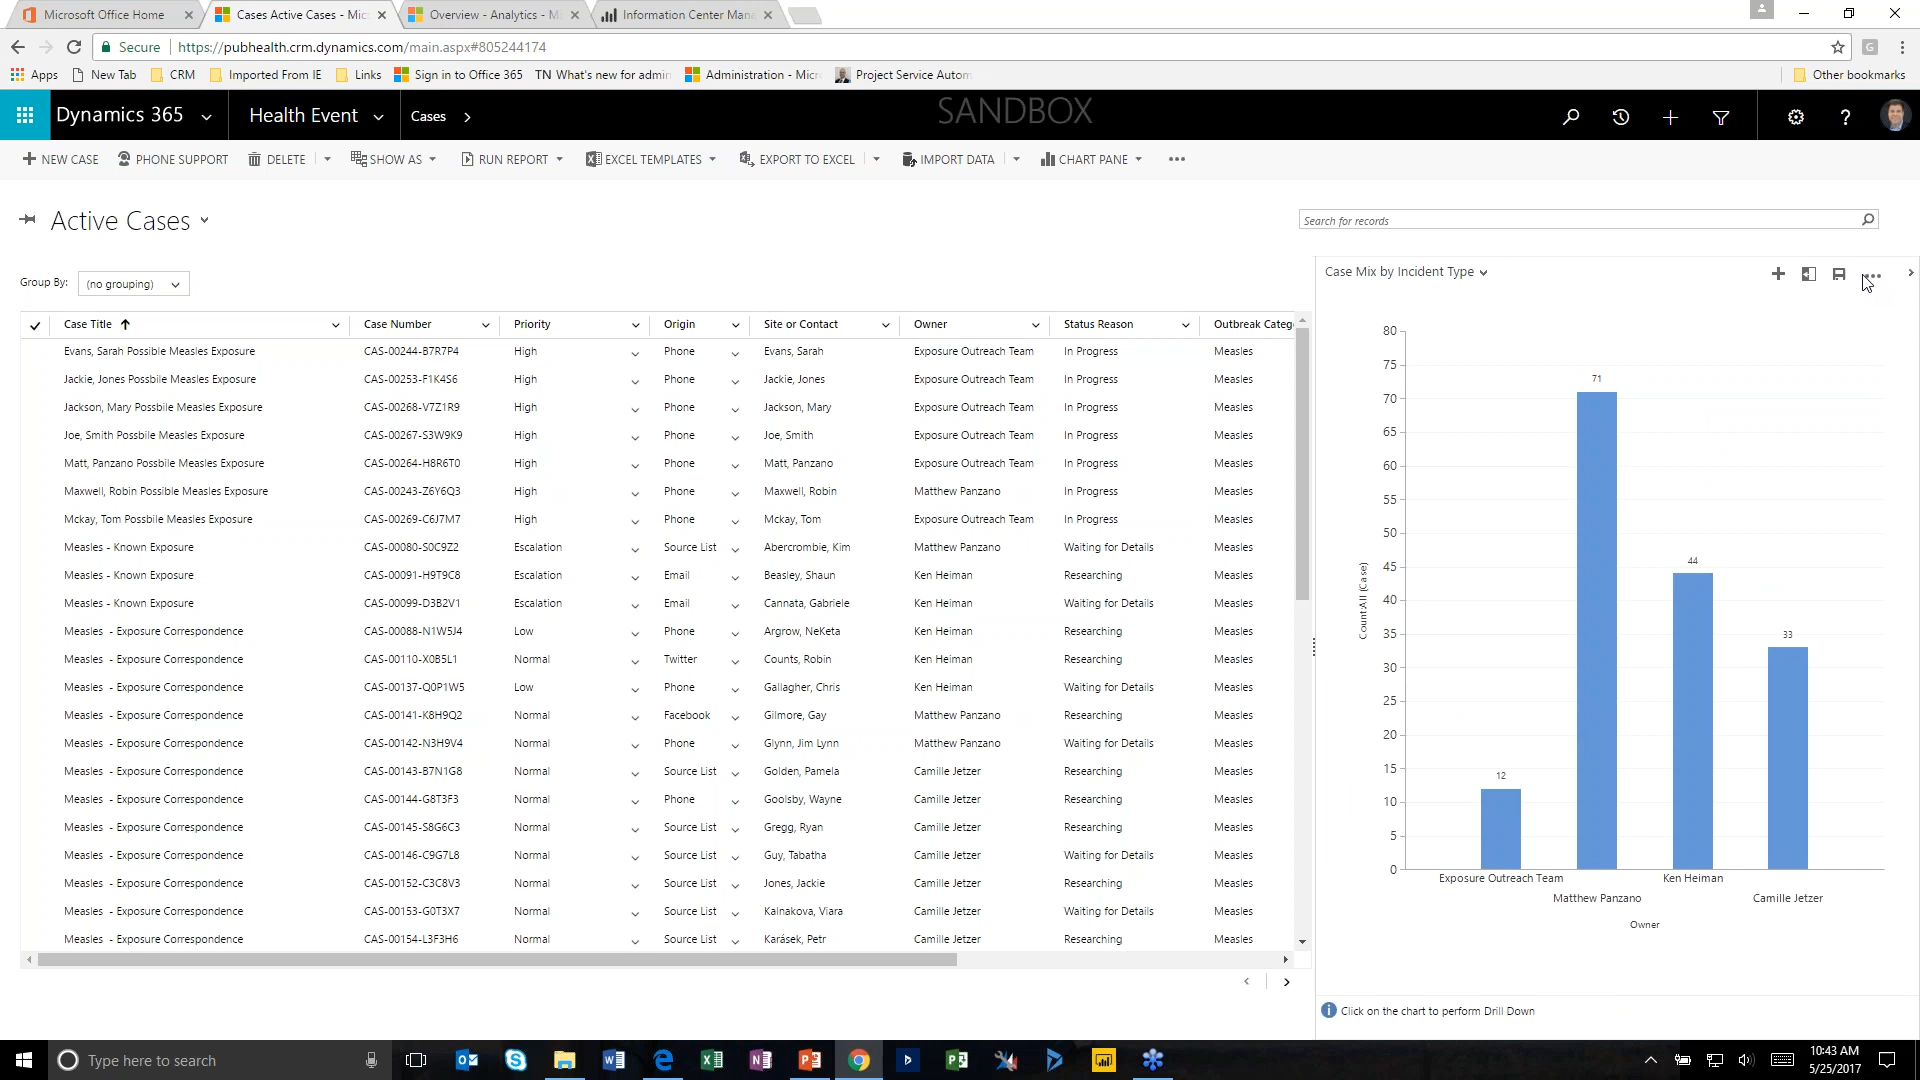 Microsoft Office Home
Cases Active Cases - Micr
Overview - Analytics - M
Information Center Mana
Secure
https://pubhealth.crm.dynamics.com/main.aspx#805244174
Apps
New Tab
CRM
Imported From IE
Links
Sign in to Office 365
TN What's new for admin
Administration - Micro
Project Service Autom
Other bookmarks
Dynamics 365
Health Event
Cases
SANDBOX
NEW CASE
PHONE SUPPORT
DELETE
SHOW AS
RUN REPORT
EXCEL TEMPLATES
EXPORT TO EXCEL
IMPORT DATA
CHART PANE
Active Cases
Search for records
Group By: (no grouping)
Case Title Case Number Priority Origin Site or Contact Owner Status Reason Outbreak Categ
Evans, Sarah Possible Measles Exposure CAS-00244-B7R7P4 High Phone Evans, Sarah Exposure Outreach Team In Progress Measles
Jackie, Jones Possbile Measles Exposure CAS-00253-F1K4S6 High Phone Jackie, Jones Exposure Outreach Team In Progress Measles
Jackson, Mary Possbile Measles Exposure CAS-00268-V7Z1R9 High Phone Jackson, Mary Exposure Outreach Team In Progress Measles
Joe, Smith Possbile Measles Exposure CAS-00267-S3W9K9 High Phone Joe, Smith Exposure Outreach Team In Progress Measles
Matt, Panzano Possbile Measles Exposure CAS-00264-H8R6T0 High Phone Matt, Panzano Exposure Outreach Team In Progress Measles
Maxwell, Robin Possible Measles Exposure CAS-00243-Z6Y6Q3 High Phone Maxwell, Robin Matthew Panzano In Progress Measles
Mckay, Tom Possbile Measles Exposure CAS-00269-C6J7M7 High Phone Mckay, Tom Exposure Outreach Team In Progress Measles
Measles - Known Exposure CAS-00080-S0C9Z2 Escalation Source List Abercrombie, Kim Matthew Panzano Waiting for Details Measles
Measles - Known Exposure CAS-00091-H9T9C8 Escalation Email Beasley, Shaun Ken Heiman Researching Measles
Measles - Known Exposure CAS-00099-D3B2V1 Escalation Email Cannata, Gabriele Ken Heiman Waiting for Details Measles
Measles - Exposure Correspondence CAS-00088-N1W5J4 Low Phone Argrow, NeKeta Ken Heiman Researching Measles
Measles - Exposure Correspondence CAS-00110-X0B5L1 Normal Twitter Counts, Robin Ken Heiman Researching Measles
Measles - Exposure Correspondence CAS-00137-Q0P1W5 Low Phone Gallagher, Chris Ken Heiman Waiting for Details Measles
Measles - Exposure Correspondence CAS-00141-K8H9Q2 Normal Facebook Gilmore, Gay Matthew Panzano Researching Measles
Measles - Exposure Correspondence CAS-00142-N3H9V4 Normal Phone Glynn, Jim Lynn Matthew Panzano Waiting for Details Measles
Measles - Exposure Correspondence CAS-00143-B7N1G8 Normal Source List Golden, Pamela Camille Jetzer Researching Measles
Measles - Exposure Correspondence CAS-00144-G8T3F3 Normal Phone Goolsby, Wayne Camille Jetzer Researching Measles
Measles - Exposure Correspondence CAS-00145-S8G6C3 Normal Source List Gregg, Ryan Camille Jetzer Researching Measles
Measles - Exposure Correspondence CAS-00146-C9G7L8 Normal Source List Guy, Tabatha Camille Jetzer Waiting for Details Measles
Measles - Exposure Correspondence CAS-00152-C3C8V3 Normal Source List Jones, Jackie Camille Jetzer Researching Measles
Measles - Exposure Correspondence CAS-00153-G0T3X7 Normal Source List Kalnakova, Viara Camille Jetzer Waiting for Details Measles
Measles - Exposure Correspondence CAS-00154-L3F3H6 Normal Source List Karásek, Petr Camille Jetzer Researching Measles
Case Mix by Incident Type
80
75
70
65
60
55
50
45
40
35
30
25
20
15
10
5
0
Count:All (Case)
12
71
44
33
Exposure Outreach Team
Matthew Panzano
Ken Heiman
Camille Jetzer
Owner
Click on the chart to perform Drill Down
Type here to search
10:43 AM
5/25/2017